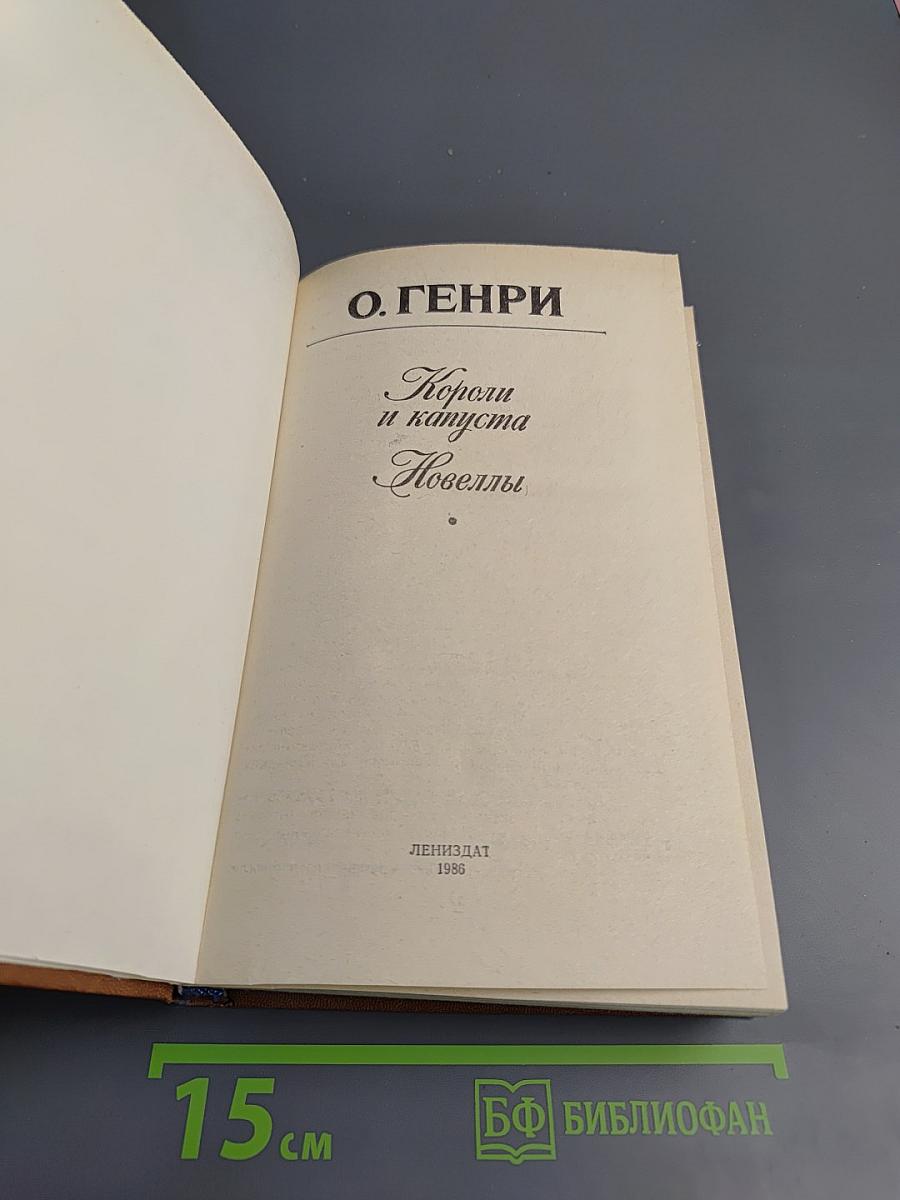 О. ГЕНРИ
Короли
и капуста
Новеллы
ЛЕНИЗДАТ
1986
15 см
БФ БИБЛИОФАН